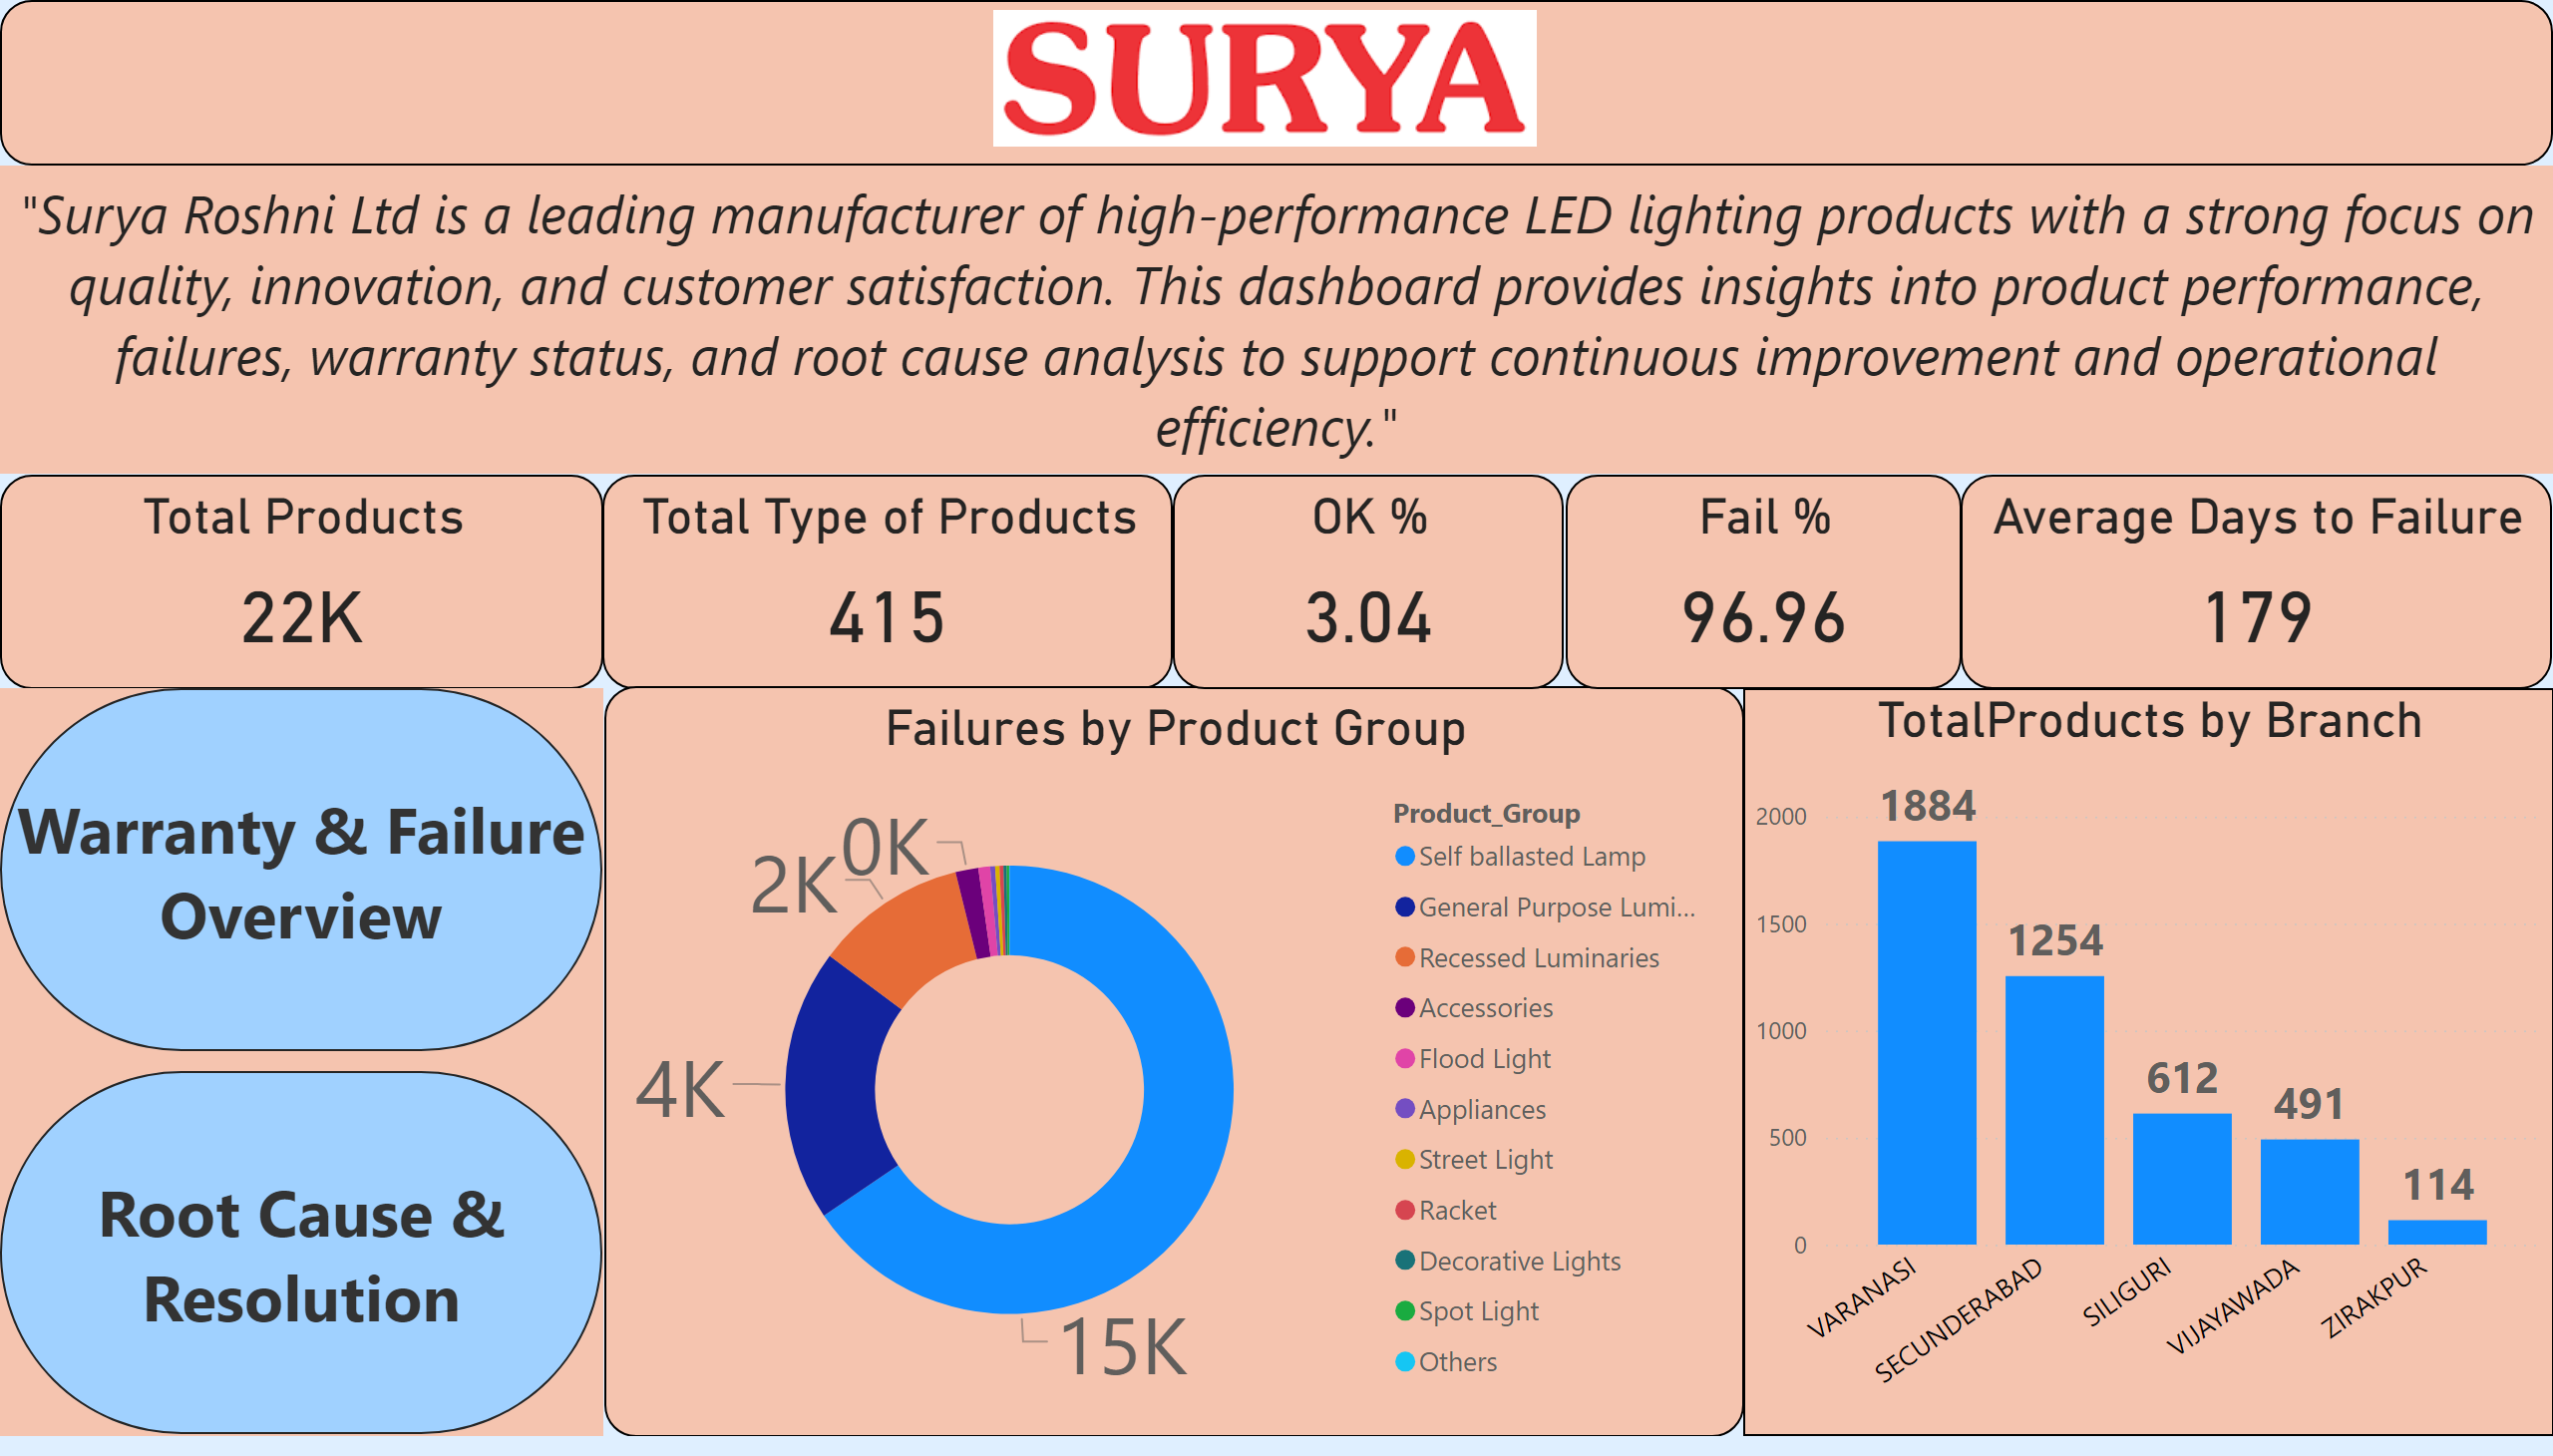 SURYA
"Surya Roshni Ltd is a leading manufacturer of high-performance LED lighting products with a strong focus on
quality, innovation, and customer satisfaction. This dashboard provides insights into product performance,
failures, warranty status, and root cause analysis to support continuous improvement and operational
efficiency."
Total Products
22K
Total Type of Products
415
OK %
3.04
Fail %
96.96
Average Days to Failure
179
Warranty & Failure
Overview
Root Cause &
Resolution
Failures by Product Group
0K
2K
4K
15K
Product_Group
Self ballasted Lamp
General Purpose Lumi...
Recessed Luminaries
Accessories
Flood Light
Appliances
Street Light
Racket
Decorative Lights
Spot Light
Others
TotalProducts by Branch
2000
1500
1000
500
0
1884
1254
612
491
114
VARANASI
SECUNDERABAD
SILIGURI
VIJAYAWADA
ZIRAKPUR